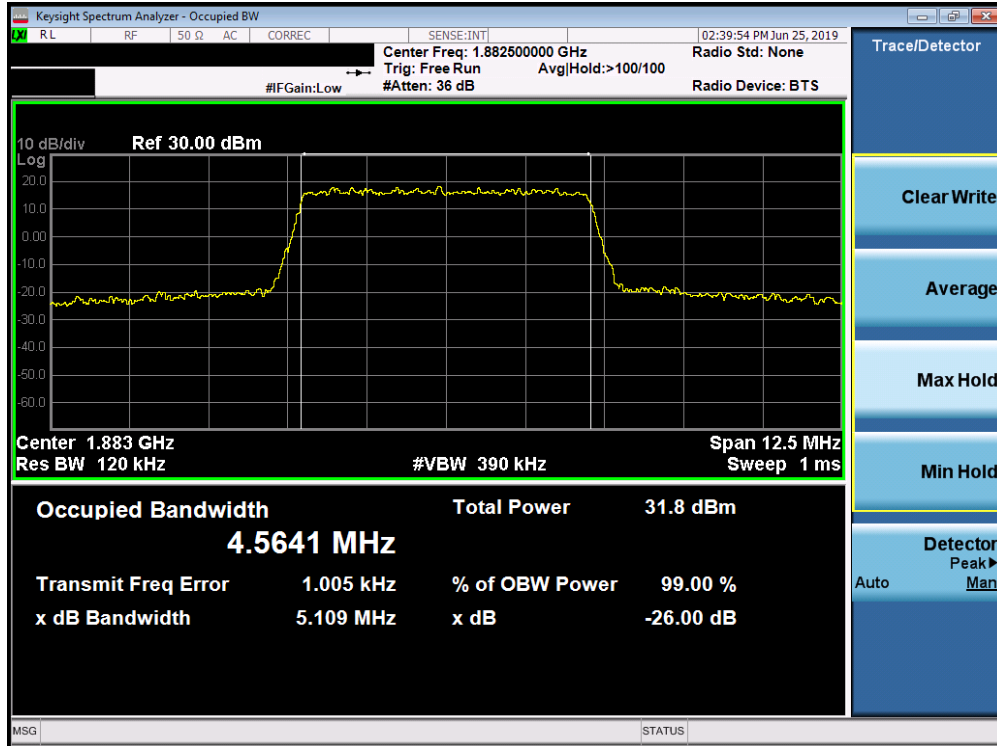 Keysight Spectrum Analyzer - Occupied BW
LXI RL RF 50 Ω AC CORREC SENSE:INT 02:39:54 PM Jun 25, 2019
Center Freq: 1.882500000 GHz Radio Std: None
Trig: Free Run Avg|Hold:>100/100
#IFGain:Low #Atten: 36 dB Radio Device: BTS
10 dB/div Ref 30.00 dBm
Log
20.0
10.0
0.00
-10.0
-20.0
-30.0
-40.0
-50.0
-60.0
Center 1.883 GHz Span 12.5 MHz
Res BW 120 kHz #VBW 390 kHz Sweep 1 ms
Occupied Bandwidth Total Power 31.8 dBm
4.5641 MHz
Transmit Freq Error 1.005 kHz % of OBW Power 99.00 %
x dB Bandwidth 5.109 MHz x dB -26.00 dB
MSG STATUS
Trace/Detector
Clear Write
Average
Max Hold
Min Hold
Detector
Peak▶
Auto Man